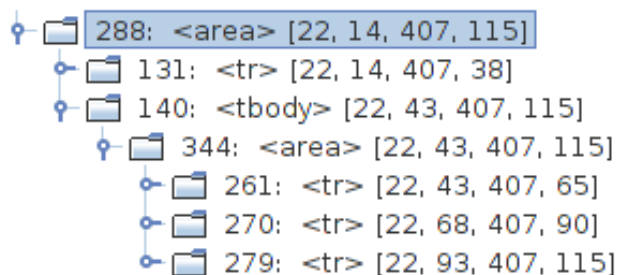 288: <area> [22, 14, 407, 115]
131: <tr> [22, 14, 407, 38]
140: <tbody> [22, 43, 407, 115]
344: <area> [22, 43, 407, 115]
261: <tr> [22, 43, 407, 65]
270: <tr> [22, 68, 407, 90]
279: <tr> [22, 93, 407, 115]